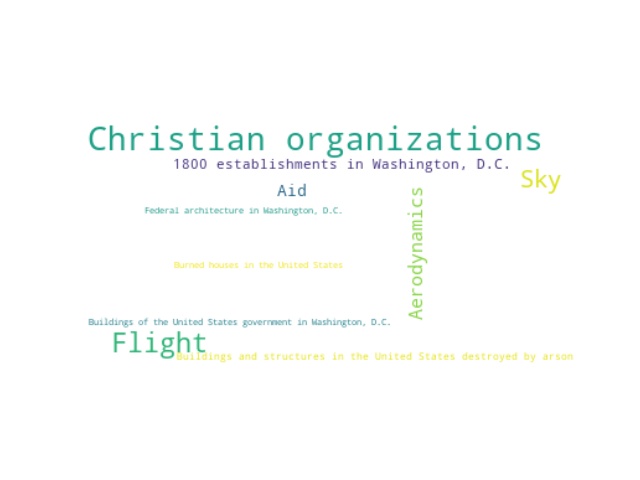 Christian organizations
1800 establishments in Washington, D.C.
Sky
Aid
Aerodynamics
Federal architecture in Washington, D.C.
Burned houses in the United States
Buildings of the United States government in Washington, D.C.
Flight
Buildings and structures in the United States destroyed by arson